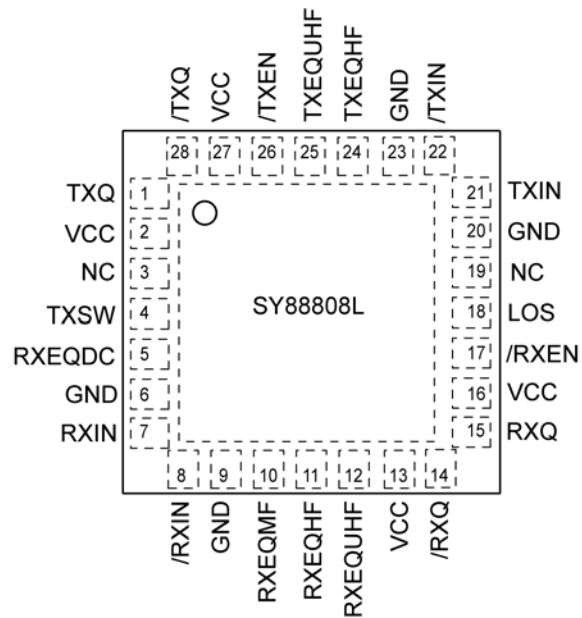 /TXQ
VCC
/TXEN
TXEQUHF
TXEQHF
GND
/TXIN
28 27 26 25 24 23 22
TXQ 1
VCC 2
NC 3
TXSW 4
RXEQDC 5
GND 6
RXIN 7
SY88808L
21 TXIN
20 GND
19 NC
18 LOS
17 /RXEN
16 VCC
15 RXQ
8 9 10 11 12 13 14
/RXIN
GND
RXEQMF
RXEQHF
RXEQUHF
VCC
/RXQ